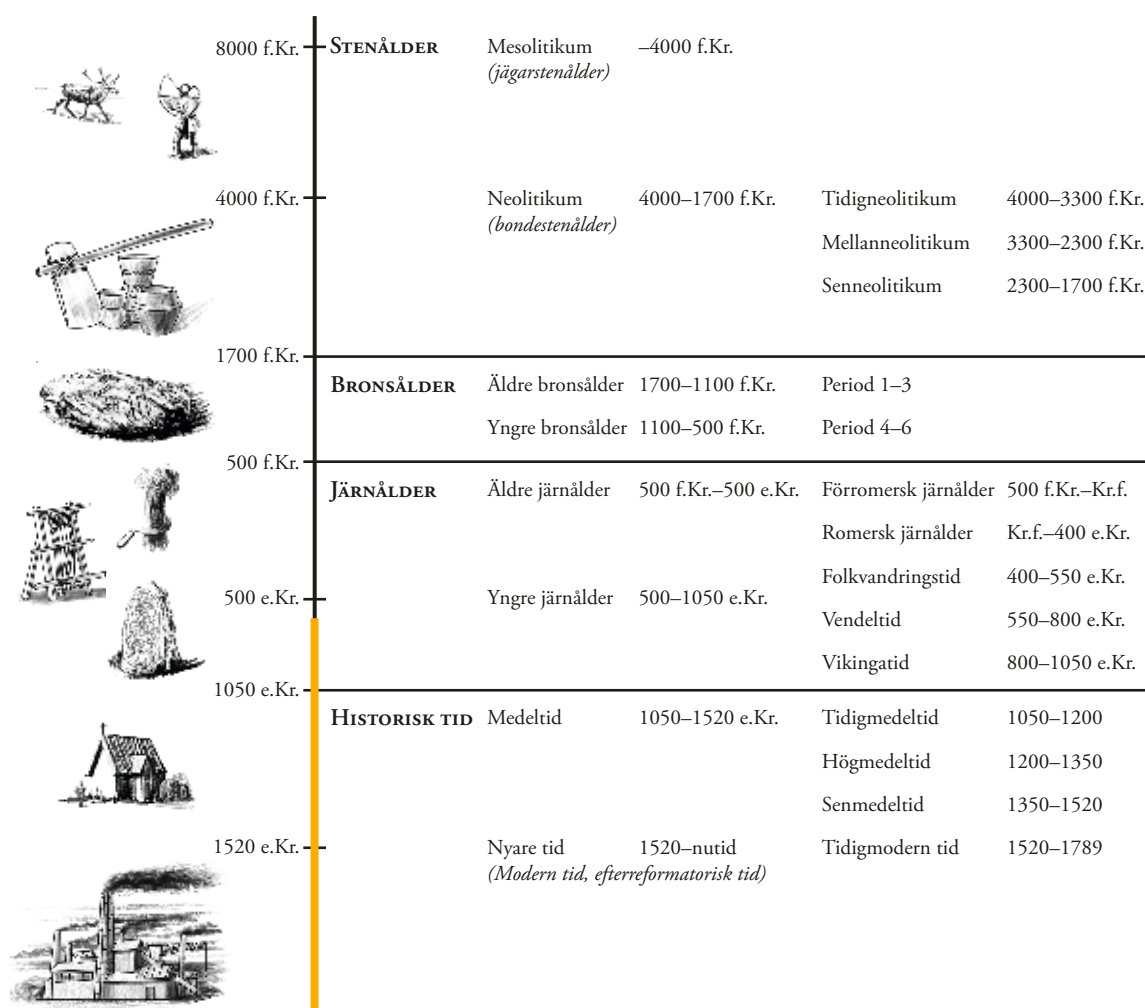 8000 f.Kr. STENÅLDER Mesolitikum –4000 f.Kr.
(jägarstenålder)
4000 f.Kr. Neolitikum 4000–1700 f.Kr. Tidigneolitikum 4000–3300 f.Kr.
(bondestenålder)
Mellanneolitikum 3300–2300 f.Kr.
Senneolitikum 2300–1700 f.Kr.
1700 f.Kr.
BRONSÅLDER Äldre bronsålder 1700–1100 f.Kr. Period 1–3
Yngre bronsålder 1100–500 f.Kr. Period 4–6
500 f.Kr.
JÄRNÅLDER Äldre järnålder 500 f.Kr.–500 e.Kr. Förromersk järnålder 500 f.Kr.–Kr.f.
Romersk järnålder Kr.f.–400 e.Kr.
Folkvandringstid 400–550 e.Kr.
500 e.Kr. Yngre järnålder 500–1050 e.Kr.
Vendeltid 550–800 e.Kr.
Vikingatid 800–1050 e.Kr.
1050 e.Kr.
HISTORISK TID Medeltid 1050–1520 e.Kr. Tidigmedeltid 1050–1200
Högmedeltid 1200–1350
Senmedeltid 1350–1520
1520 e.Kr. Nyare tid 1520–nutid Tidigmodern tid 1520–1789
(Modern tid, efterreformatorisk tid)